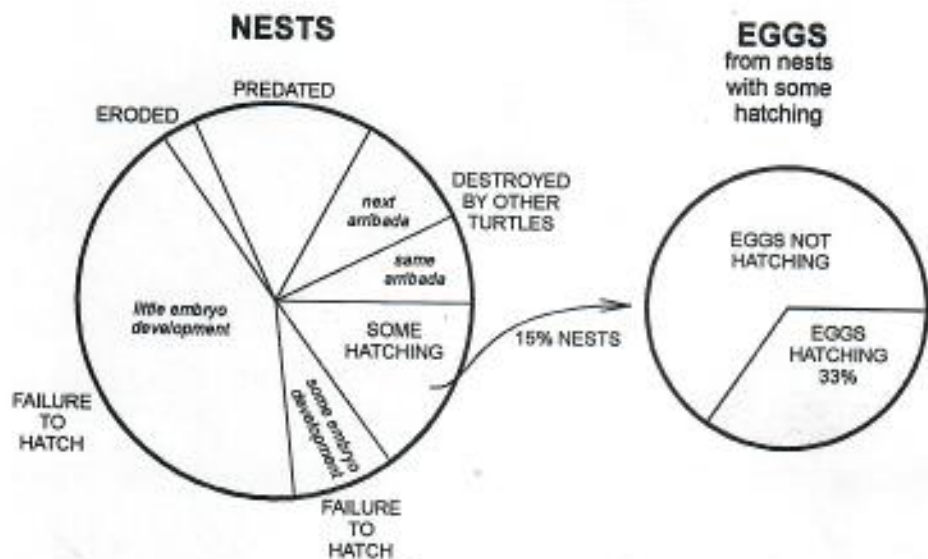 NESTS
PREDATED
ERODED
next
arribada
DESTROYED
BY OTHER
TURTLES
same
arribada
little embryo
development
SOME
HATCHING
15% NESTS
some embryo
development
FAILURE
TO
HATCH
FAILURE
TO
HATCH
EGGS
from nests
with some
hatching
EGGS NOT
HATCHING
EGGS
HATCHING
33%